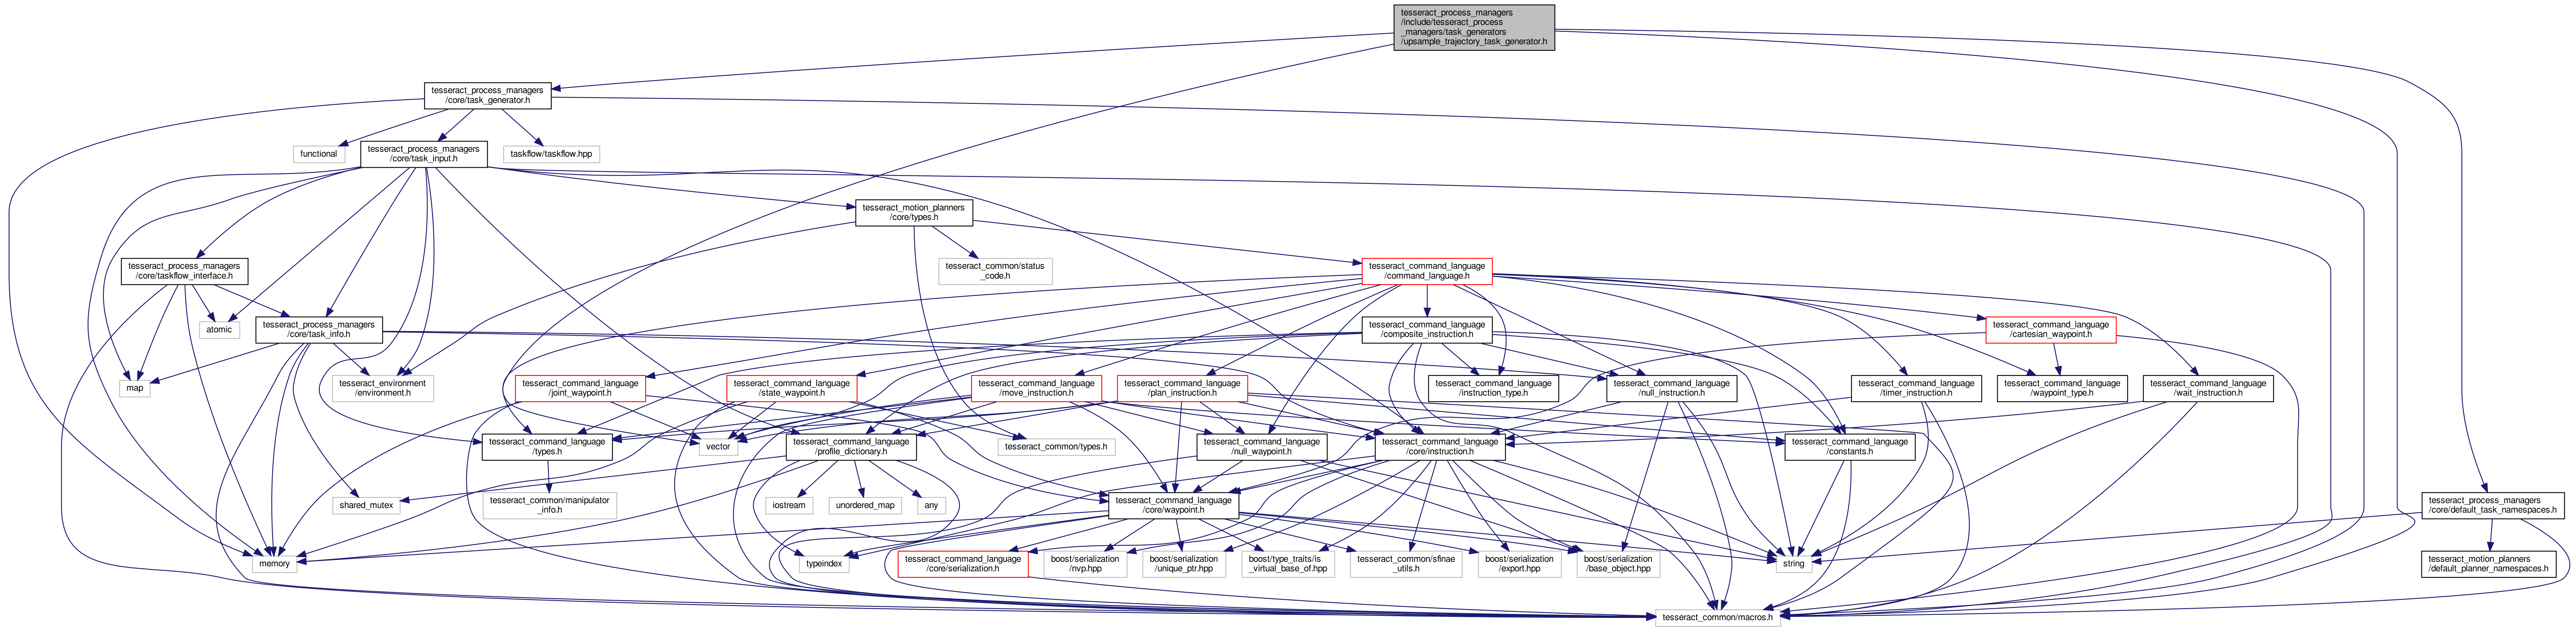 tesseract_process_managers
/include/tesseract_process
_managers/task_generators
/upsample_trajectory_task_generator.h
tesseract_process_managers
/core/task_generator.h
functional
tesseract_process_managers
/core/task_input.h
taskflow/taskflow.hpp
tesseract_motion_planners
/core/types.h
tesseract_process_managers
/core/taskflow_interface.h
tesseract_common/status
_code.h
tesseract_command_language
/command_language.h
atomic
tesseract_process_managers
/core/task_info.h
tesseract_command_language
/composite_instruction.h
tesseract_command_language
/cartesian_waypoint.h
map
tesseract_environment
/environment.h
tesseract_command_language
/joint_waypoint.h
tesseract_command_language
/state_waypoint.h
tesseract_command_language
/move_instruction.h
tesseract_command_language
/plan_instruction.h
tesseract_command_language
/instruction_type.h
tesseract_command_language
/null_instruction.h
tesseract_command_language
/timer_instruction.h
tesseract_command_language
/waypoint_type.h
tesseract_command_language
/wait_instruction.h
tesseract_command_language
/types.h
vector
tesseract_command_language
/profile_dictionary.h
tesseract_common/types.h
tesseract_command_language
/null_waypoint.h
tesseract_command_language
/core/instruction.h
tesseract_command_language
/constants.h
shared_mutex
tesseract_common/manipulator
_info.h
iostream
unordered_map
any
tesseract_command_language
/core/waypoint.h
tesseract_process_managers
/core/default_task_namespaces.h
memory
typeindex
tesseract_command_language
/core/serialization.h
boost/serialization
/nvp.hpp
boost/serialization
/unique_ptr.hpp
boost/type_traits/is
_virtual_base_of.hpp
tesseract_common/sfinae
_utils.h
boost/serialization
/export.hpp
boost/serialization
/base_object.hpp
string
tesseract_motion_planners
/default_planner_namespaces.h
tesseract_common/macros.h